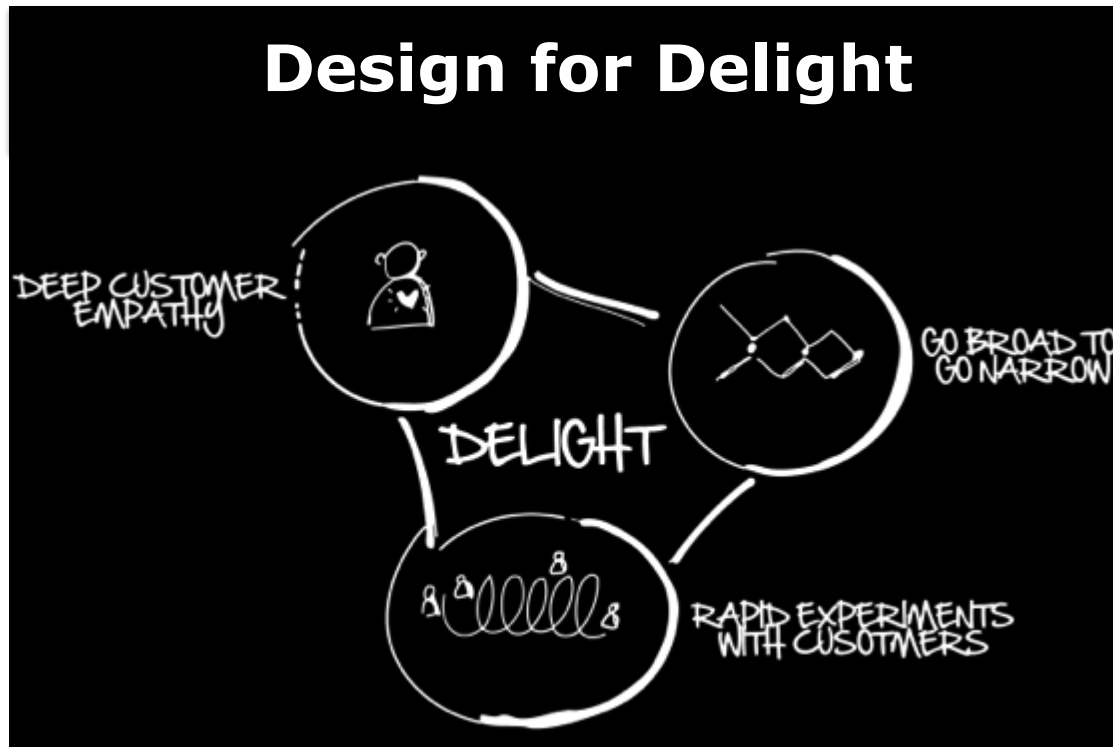 Design for Delight
DEEP CUSTOMER
EMPATHY
GO BROAD TO
GO NARROW
DELIGHT
RAPID EXPERIMENTS
WITH CUSOTMERS